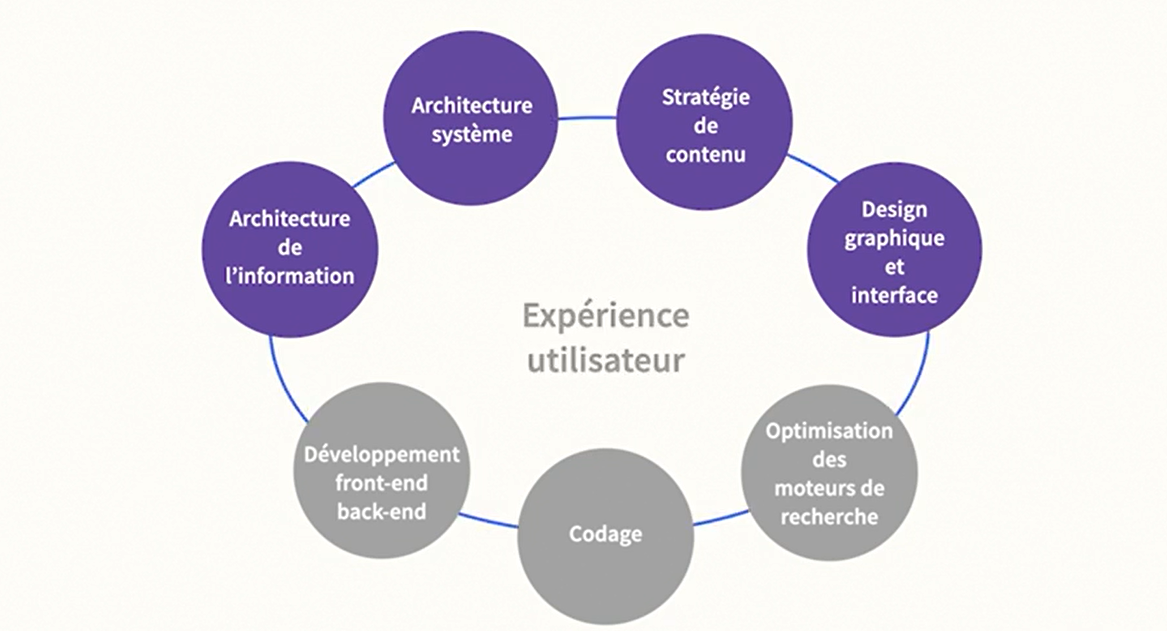 Architecture
système
Stratégie
de
contenu
Architecture
de
l'information
Design
graphique
et
interface
Expérience
utilisateur
Développement
front-end
back-end
Codage
Optimisation
des
moteurs de
recherche